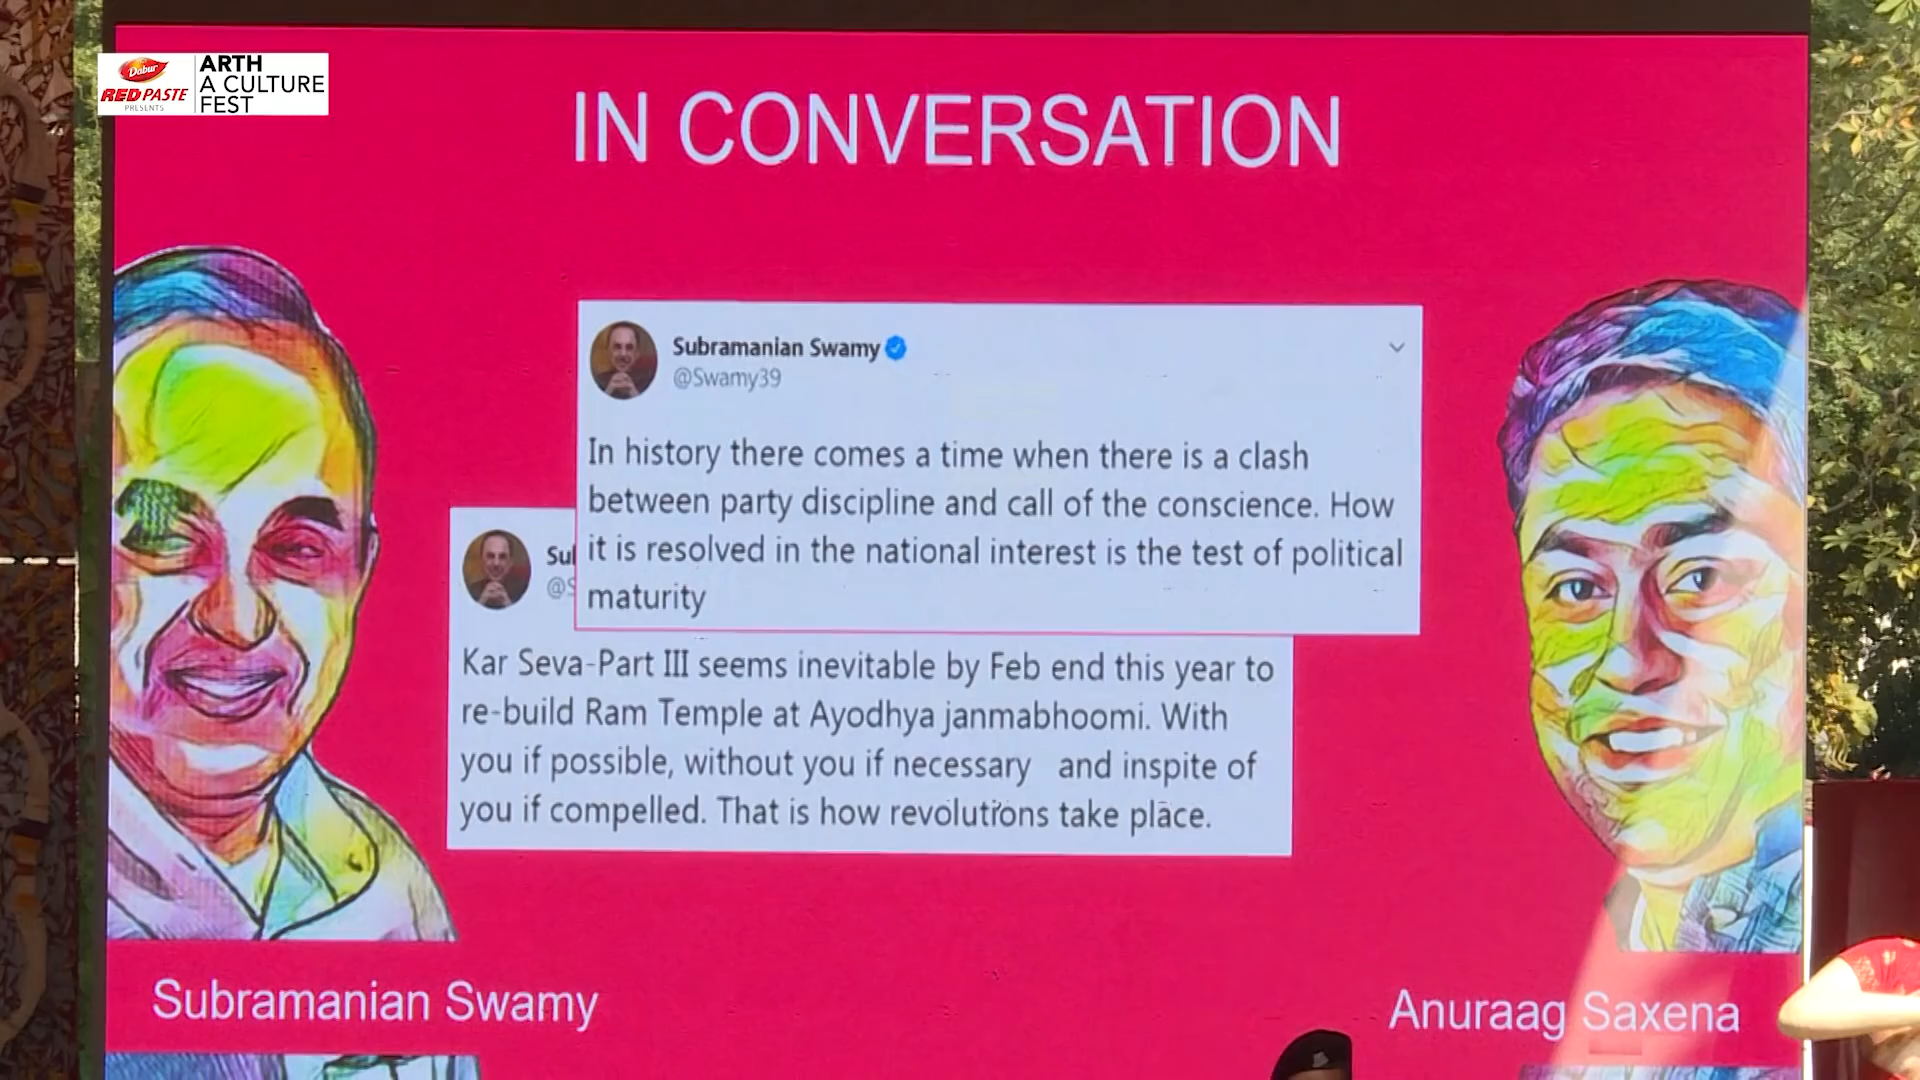 Dabur
RED PASTE
PRESENTS
ARTH
A CULTURE
FEST
IN CONVERSATION
Subramanian Swamy
@Swamy39
In history there comes a time when there is a clash
between party discipline and call of the conscience. How
it is resolved in the national interest is the test of political
maturity
Sul
@S
Kar Seva-Part III seems inevitable by Feb end this year to
re-build Ram Temple at Ayodhya janmabhoomi. With
you if possible, without you if necessary and inspite of
you if compelled. That is how revolutions take place.
Subramanian Swamy
Anuraag Saxena